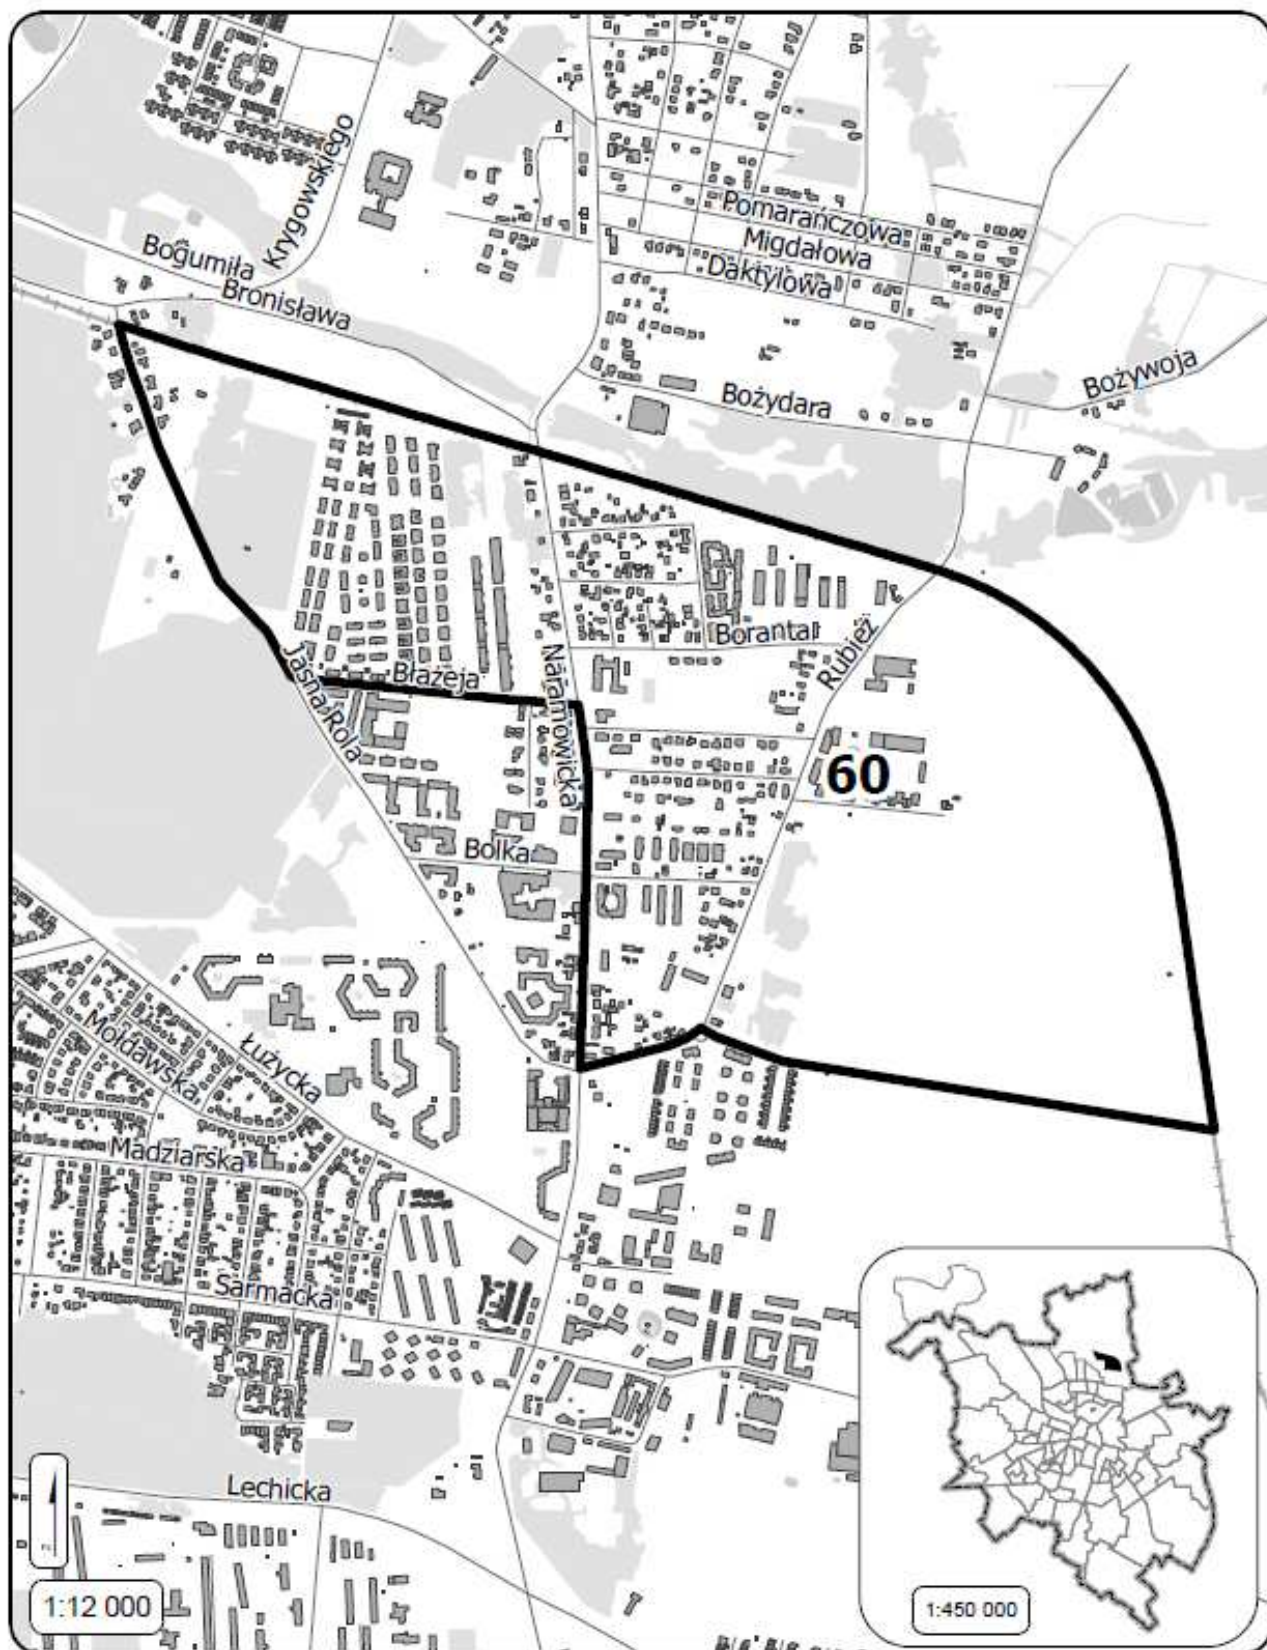 Krygowskiego
Bogumiła
Bronisława
Pomarańczowa
Migdałowa
Daktylowa
Bożydara
Bożywoja
Boranta
Rubież
Jasna Rola
Błażeja
Naramowicka
60
Bolka
Łużycka
Mołdawska
Madziarska
Sarmacka
Lechicka
1:12 000
1:450 000